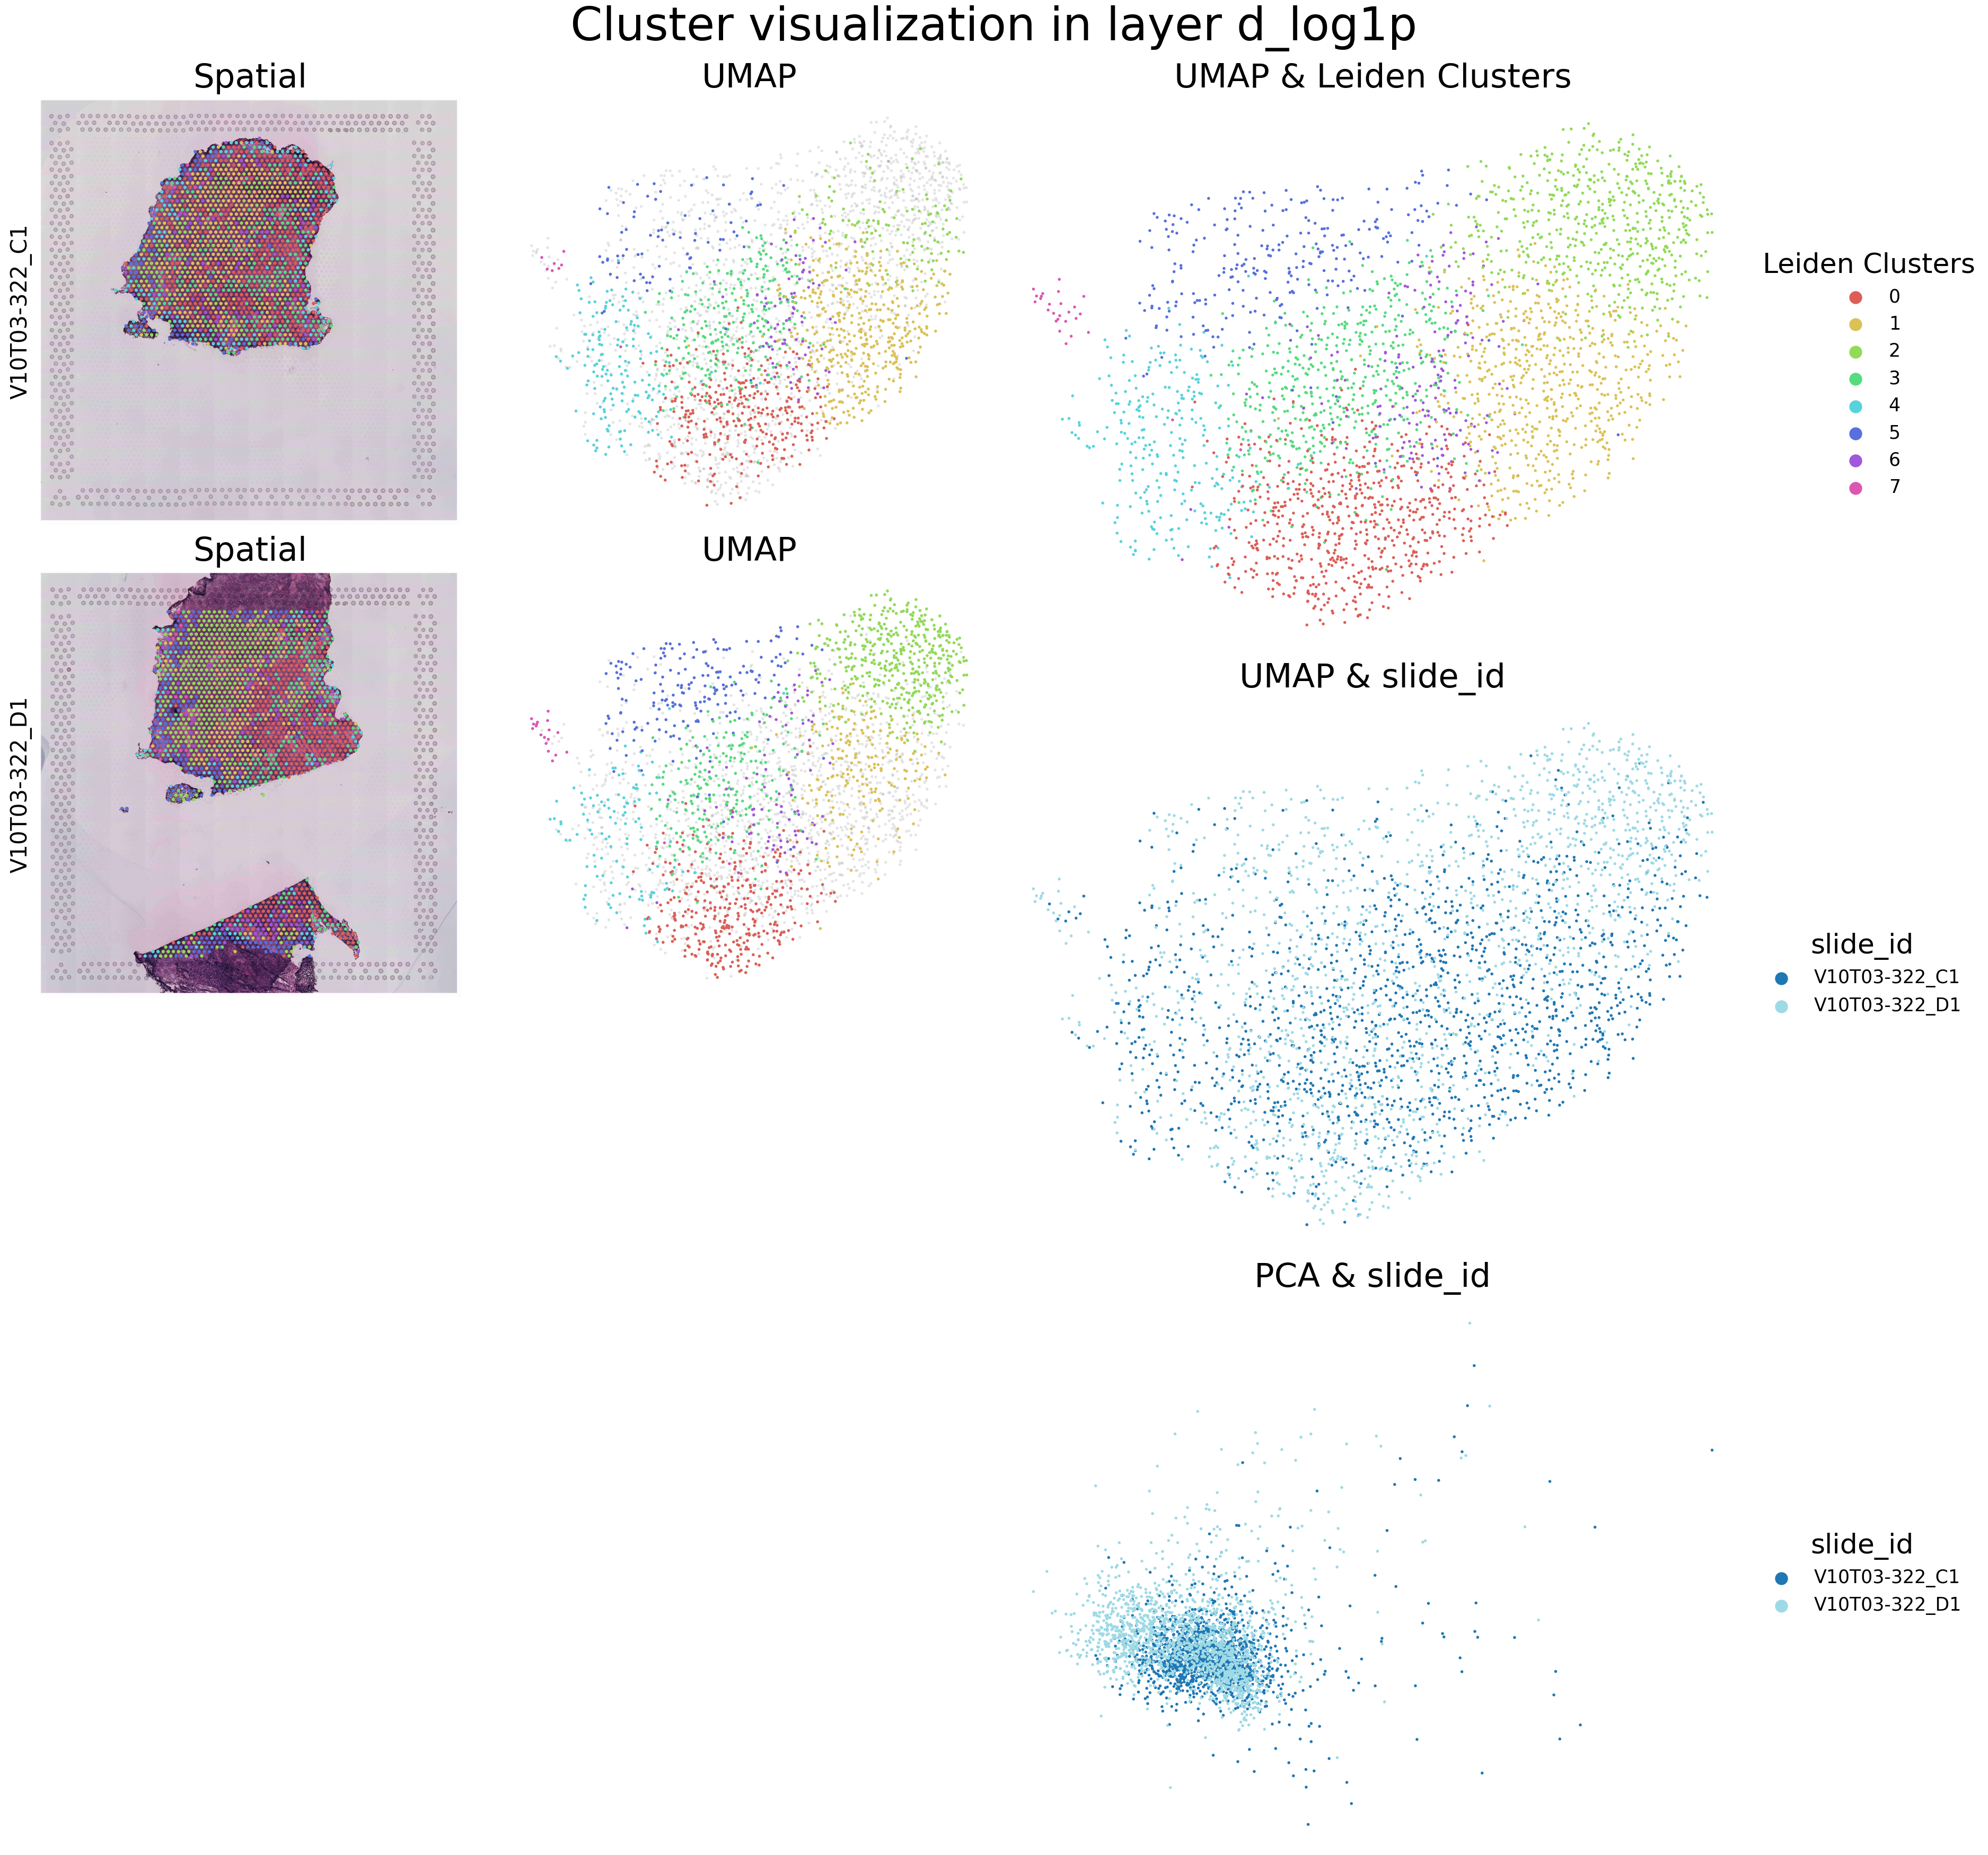 Cluster visualization in layer d_log1p
Spatial
UMAP
UMAP & Leiden Clusters
V10T03-322_C1
Leiden Clusters
0
1
2
3
4
5
6
7
Spatial
UMAP
V10T03-322_D1
UMAP & slide_id
slide_id
V10T03-322_C1
V10T03-322_D1
PCA & slide_id
slide_id
V10T03-322_C1
V10T03-322_D1